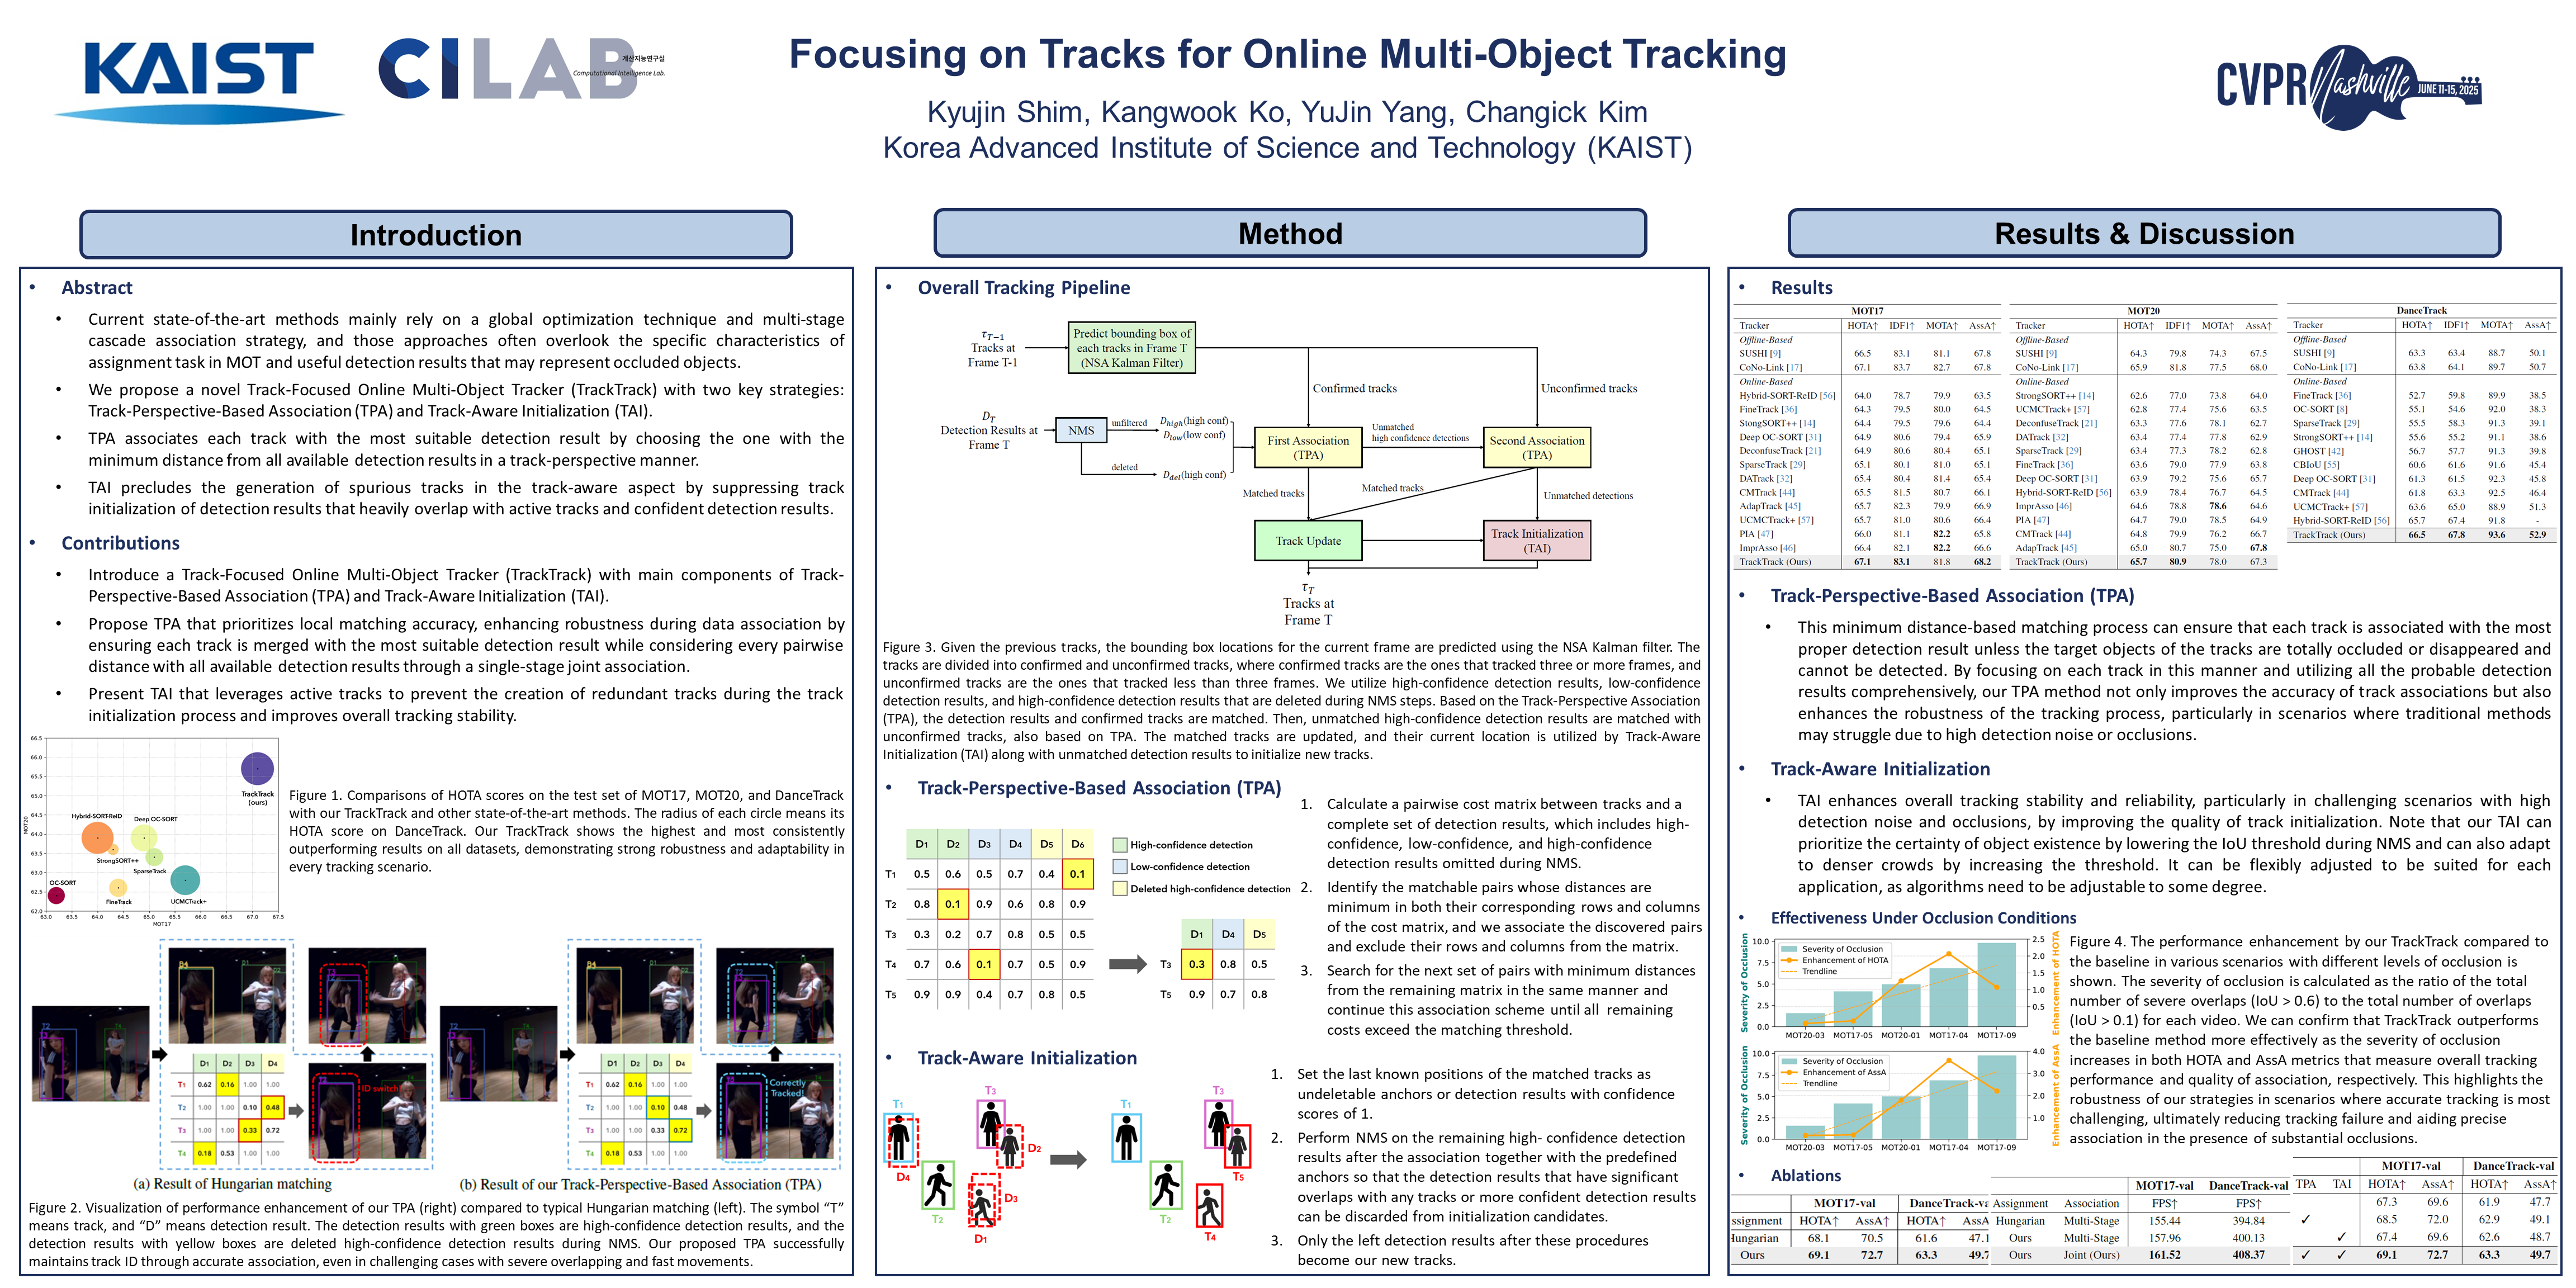 KAIST
CILAB
계산지능연구실
Computational Intelligence Lab.
Focusing on Tracks for Online Multi-Object Tracking
Kyujin Shim, Kangwook Ko, YuJin Yang, Changick Kim
Korea Advanced Institute of Science and Technology (KAIST)
CVPR Nashville JUNE 11-15, 2025
Introduction
• Abstract
• Current state-of-the-art methods mainly rely on a global optimization technique and multi-stage
cascade association strategy, and those approaches often overlook the specific characteristics of
assignment task in MOT and useful detection results that may represent occluded objects.
• We propose a novel Track-Focused Online Multi-Object Tracker (TrackTrack) with two key strategies:
Track-Perspective-Based Association (TPA) and Track-Aware Initialization (TAI).
• TPA associates each track with the most suitable detection result by choosing the one with the
minimum distance from all available detection results in a track-perspective manner.
• TAI precludes the generation of spurious tracks in the track-aware aspect by suppressing track
initialization of detection results that heavily overlap with active tracks and confident detection results.
• Contributions
• Introduce a Track-Focused Online Multi-Object Tracker (TrackTrack) with main components of Track-
Perspective-Based Association (TPA) and Track-Aware Initialization (TAI).
• Propose TPA that prioritizes local matching accuracy, enhancing robustness during data association by
ensuring each track is merged with the most suitable detection result while considering every pairwise
distance with all available detection results through a single-stage joint association.
• Present TAI that leverages active tracks to prevent the creation of redundant tracks during the track
initialization process and improves overall tracking stability.
66.5
66.0
65.5
65.0
64.5
64.0
63.5
63.0
62.5
62.0
MOT20
TrackTrack
(ours)
Hybrid-SORT-ReID
Deep OC-SORT
StrongSORT++
SparseTrack
OC-SORT
FineTrack
UCMCTrack+
63.0 63.5 64.0 64.5 65.0 65.5 66.0 66.5 67.0 67.5
MOT17
Figure 1. Comparisons of HOTA scores on the test set of MOT17, MOT20, and DanceTrack
with our TrackTrack and other state-of-the-art methods. The radius of each circle means its
HOTA score on DanceTrack. Our TrackTrack shows the highest and most consistently
outperforming results on all datasets, demonstrating strong robustness and adaptability in
every tracking scenario.
D1 D2 D3 D4
T1 0.62 0.16 1.00 1.00
T2 1.00 1.00 0.10 0.48
T3 1.00 1.00 0.33 0.72
T4 0.18 0.53 1.00 1.00
ID switch
(a) Result of Hungarian matching
D1 D2 D3 D4
T1 0.62 0.16 1.00 1.00
T2 1.00 1.00 0.10 0.48
T3 1.00 1.00 0.33 0.72
T4 0.18 0.53 1.00 1.00
Correctly
Tracked!
(b) Result of our Track-Perspective-Based Association (TPA)
Figure 2. Visualization of performance enhancement of our TPA (right) compared to typical Hungarian matching (left). The symbol “T”
means track, and “D” means detection result. The detection results with green boxes are high-confidence detection results, and the
detection results with yellow boxes are deleted high-confidence detection results during NMS. Our proposed TPA successfully
maintains track ID through accurate association, even in challenging cases with severe overlapping and fast movements.
Method
• Overall Tracking Pipeline
τT−1
Tracks at
Frame T-1
Predict bounding box of
each tracks in Frame T
(NSA Kalman Filter)
Confirmed tracks
Unconfirmed tracks
DT
Detection Results at
Frame T
NMS
unfiltered
deleted
Dhigh(high conf)
Dlow(low conf)
Ddel(high conf)
First Association
(TPA)
Unmatched
high confidence detections
Second Association
(TPA)
Matched tracks
Matched tracks
Unmatched detections
Track Update
Track Initialization
(TAI)
τT
Tracks at
Frame T
Figure 3. Given the previous tracks, the bounding box locations for the current frame are predicted using the NSA Kalman filter. The
tracks are divided into confirmed and unconfirmed tracks, where confirmed tracks are the ones that tracked three or more frames, and
unconfirmed tracks are the ones that tracked less than three frames. We utilize high-confidence detection results, low-confidence
detection results, and high-confidence detection results that are deleted during NMS steps. Based on the Track-Perspective Association
(TPA), the detection results and confirmed tracks are matched. Then, unmatched high-confidence detection results are matched with
unconfirmed tracks, also based on TPA. The matched tracks are updated, and their current location is utilized by Track-Aware
Initialization (TAI) along with unmatched detection results to initialize new tracks.
• Track-Perspective-Based Association (TPA)
D1 D2 D3 D4 D5 D6
T1 0.5 0.6 0.5 0.7 0.4 0.1
T2 0.8 0.1 0.9 0.6 0.8 0.9
T3 0.3 0.2 0.7 0.8 0.5 0.5
T4 0.7 0.6 0.1 0.7 0.5 0.9
T5 0.9 0.9 0.4 0.7 0.8 0.5
High-confidence detection
Low-confidence detection
Deleted high-confidence detection
D1 D4 D5
T3 0.3 0.8 0.5
T5 0.9 0.7 0.8
1. Calculate a pairwise cost matrix between tracks and a
complete set of detection results, which includes high-
confidence, low-confidence, and high-confidence
detection results omitted during NMS.
2. Identify the matchable pairs whose distances are
minimum in both their corresponding rows and columns
of the cost matrix, and we associate the discovered pairs
and exclude their rows and columns from the matrix.
3. Search for the next set of pairs with minimum distances
from the remaining matrix in the same manner and
continue this association scheme until all remaining
costs exceed the matching threshold.
• Track-Aware Initialization
T1
T3
D2
D4
T2
D3
D1
T1
T3
T5
T2
T4
1. Set the last known positions of the matched tracks as
undeletable anchors or detection results with confidence
scores of 1.
2. Perform NMS on the remaining high- confidence detection
results after the association together with the predefined
anchors so that the detection results that have significant
overlaps with any tracks or more confident detection results
can be discarded from initialization candidates.
3. Only the left detection results after these procedures
become our new tracks.
Results & Discussion
• Results
MOT17
Tracker HOTA↑ IDF1↑ MOTA↑ AssA↑
Offline-Based
SUSHI [9] 66.5 83.1 81.1 67.8
CoNo-Link [17] 67.1 83.7 82.7 67.8
Online-Based
Hybrid-SORT-ReID [56] 64.0 78.7 79.9 63.5
FineTrack [36] 64.3 79.5 80.0 64.5
StongSORT++ [14] 64.4 79.5 79.6 64.4
Deep OC-SORT [31] 64.9 80.6 79.4 65.9
DeconfuseTrack [21] 64.9 80.6 80.4 65.1
SparseTrack [29] 65.1 80.1 81.0 65.1
DATrack [32] 65.4 80.4 81.4 65.4
CMTrack [44] 65.5 81.5 80.7 66.1
AdapTrack [45] 65.7 82.3 79.9 66.9
UCMCTrack+ [57] 65.7 81.0 80.6 66.4
PIA [47] 66.0 81.1 82.2 65.8
ImprAsso [46] 66.4 82.1 82.2 66.6
TrackTrack (Ours) 67.1 83.1 81.8 68.2
MOT20
Tracker HOTA↑ IDF1↑ MOTA↑ AssA↑
Offline-Based
SUSHI [9] 64.3 79.8 74.3 67.5
CoNo-Link [17] 65.9 81.8 77.5 68.0
Online-Based
StrongSORT++ [14] 62.6 77.0 73.8 64.0
UCMCTrack+ [57] 62.8 77.4 75.6 63.5
DeconfuseTrack [21] 63.3 77.6 78.1 62.7
DATrack [32] 63.4 77.4 77.8 62.9
SparseTrack [29] 63.4 77.3 78.2 62.8
FineTrack [36] 63.6 79.0 77.9 63.8
Deep OC-SORT [31] 63.9 79.2 75.6 65.7
Hybrid-SORT-ReID [56] 63.9 78.4 76.7 64.5
ImprAsso [46] 64.6 78.8 78.6 64.6
PIA [47] 64.7 79.0 78.5 64.9
CMTrack [44] 64.8 79.9 76.2 66.7
AdapTrack [45] 65.0 80.7 75.0 67.8
TrackTrack (Ours) 65.7 80.9 78.0 67.3
DanceTrack
Tracker HOTA↑ IDF1↑ MOTA↑ AssA↑
Offline-Based
SUSHI [9] 63.3 63.4 88.7 50.1
CoNo-Link [17] 63.8 64.1 89.7 50.7
Online-Based
FineTrack [36] 52.7 59.8 89.9 38.5
OC-SORT [8] 55.1 54.6 92.0 38.3
SparseTrack [29] 55.5 58.3 91.3 39.1
StrongSORT++ [14] 55.6 55.2 91.1 38.6
GHOST [42] 56.7 57.7 91.3 39.8
CBIoU [55] 60.6 61.6 91.6 45.4
Deep OC-SORT [31] 61.3 61.5 92.3 45.8
CMTrack [44] 61.8 63.3 92.5 46.4
UCMCTrack+ [57] 63.6 65.0 88.9 51.3
Hybrid-SORT-ReID [56] 65.7 67.4 91.8 -
TrackTrack (Ours) 66.5 67.8 93.6 52.9
• Track-Perspective-Based Association (TPA)
• This minimum distance-based matching process can ensure that each track is associated with the most
proper detection result unless the target objects of the tracks are totally occluded or disappeared and
cannot be detected. By focusing on each track in this manner and utilizing all the probable detection
results comprehensively, our TPA method not only improves the accuracy of track associations but also
enhances the robustness of the tracking process, particularly in scenarios where traditional methods
may struggle due to high detection noise or occlusions.
• Track-Aware Initialization
• TAI enhances overall tracking stability and reliability, particularly in challenging scenarios with high
detection noise and occlusions, by improving the quality of track initialization. Note that our TAI can
prioritize the certainty of object existence by lowering the IoU threshold during NMS and can also adapt
to denser crowds by increasing the threshold. It can be flexibly adjusted to be suited for each
application, as algorithms need to be adjustable to some degree.
• Effectiveness Under Occlusion Conditions
Severity of Occlusion
10.0
7.5
5.0
2.5
0.0
Severity of Occlusion
Enhancement of HOTA
Trendline
2.5
2.0
1.5
1.0
0.5
Enhancement of HOTA
MOT20-03 MOT17-05 MOT20-01 MOT17-04 MOT17-09
Severity of Occlusion
10.0
7.5
5.0
2.5
0.0
Severity of Occlusion
Enhancement of AssA
Trendline
4.0
3.0
2.0
1.0
Enhancement of AssA
MOT20-03 MOT17-05 MOT20-01 MOT17-04 MOT17-09
Figure 4. The performance enhancement by our TrackTrack compared to
the baseline in various scenarios with different levels of occlusion is
shown. The severity of occlusion is calculated as the ratio of the total
number of severe overlaps (IoU > 0.6) to the total number of overlaps
(IoU > 0.1) for each video. We can confirm that TrackTrack outperforms
the baseline method more effectively as the severity of occlusion
increases in both HOTA and AssA metrics that measure overall tracking
performance and quality of association, respectively. This highlights the
robustness of our strategies in scenarios where accurate tracking is most
challenging, ultimately reducing tracking failure and aiding precise
association in the presence of substantial occlusions.
• Ablations
MOT17-val DanceTrack-va
ssignment HOTA↑ AssA↑ HOTA↑ AssA
Hungarian 68.1 70.5 61.6 47.1
Ours 69.1 72.7 63.3 49.7
MOT17-val DanceTrack-val
Assignment Association FPS↑ FPS↑
Hungarian Multi-Stage 155.44 394.84
Ours Multi-Stage 157.96 400.13
Ours Joint (Ours) 161.52 408.37
MOT17-val DanceTrack-val
TPA TAI HOTA↑ AssA↑ HOTA↑ AssA↑
67.3 69.6 61.9 47.7
✓ 68.5 72.0 62.9 49.1
✓ 67.4 69.6 62.6 48.7
✓ ✓ 69.1 72.7 63.3 49.7